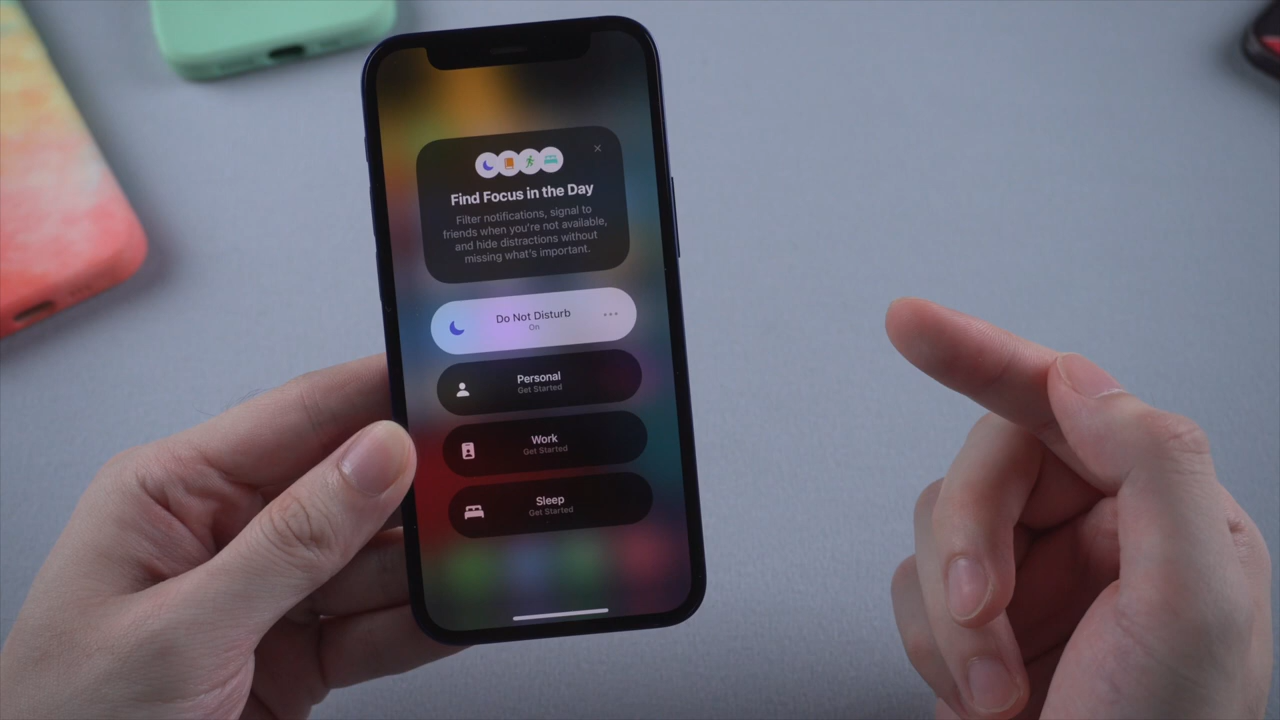 Find Focus in the Day
Filter notifications, signal to
friends when you're not available,
and hide distractions without
missing what's important.
Do Not Disturb
On
Personal
Get Started
Work
Get Started
Sleep
Get Started